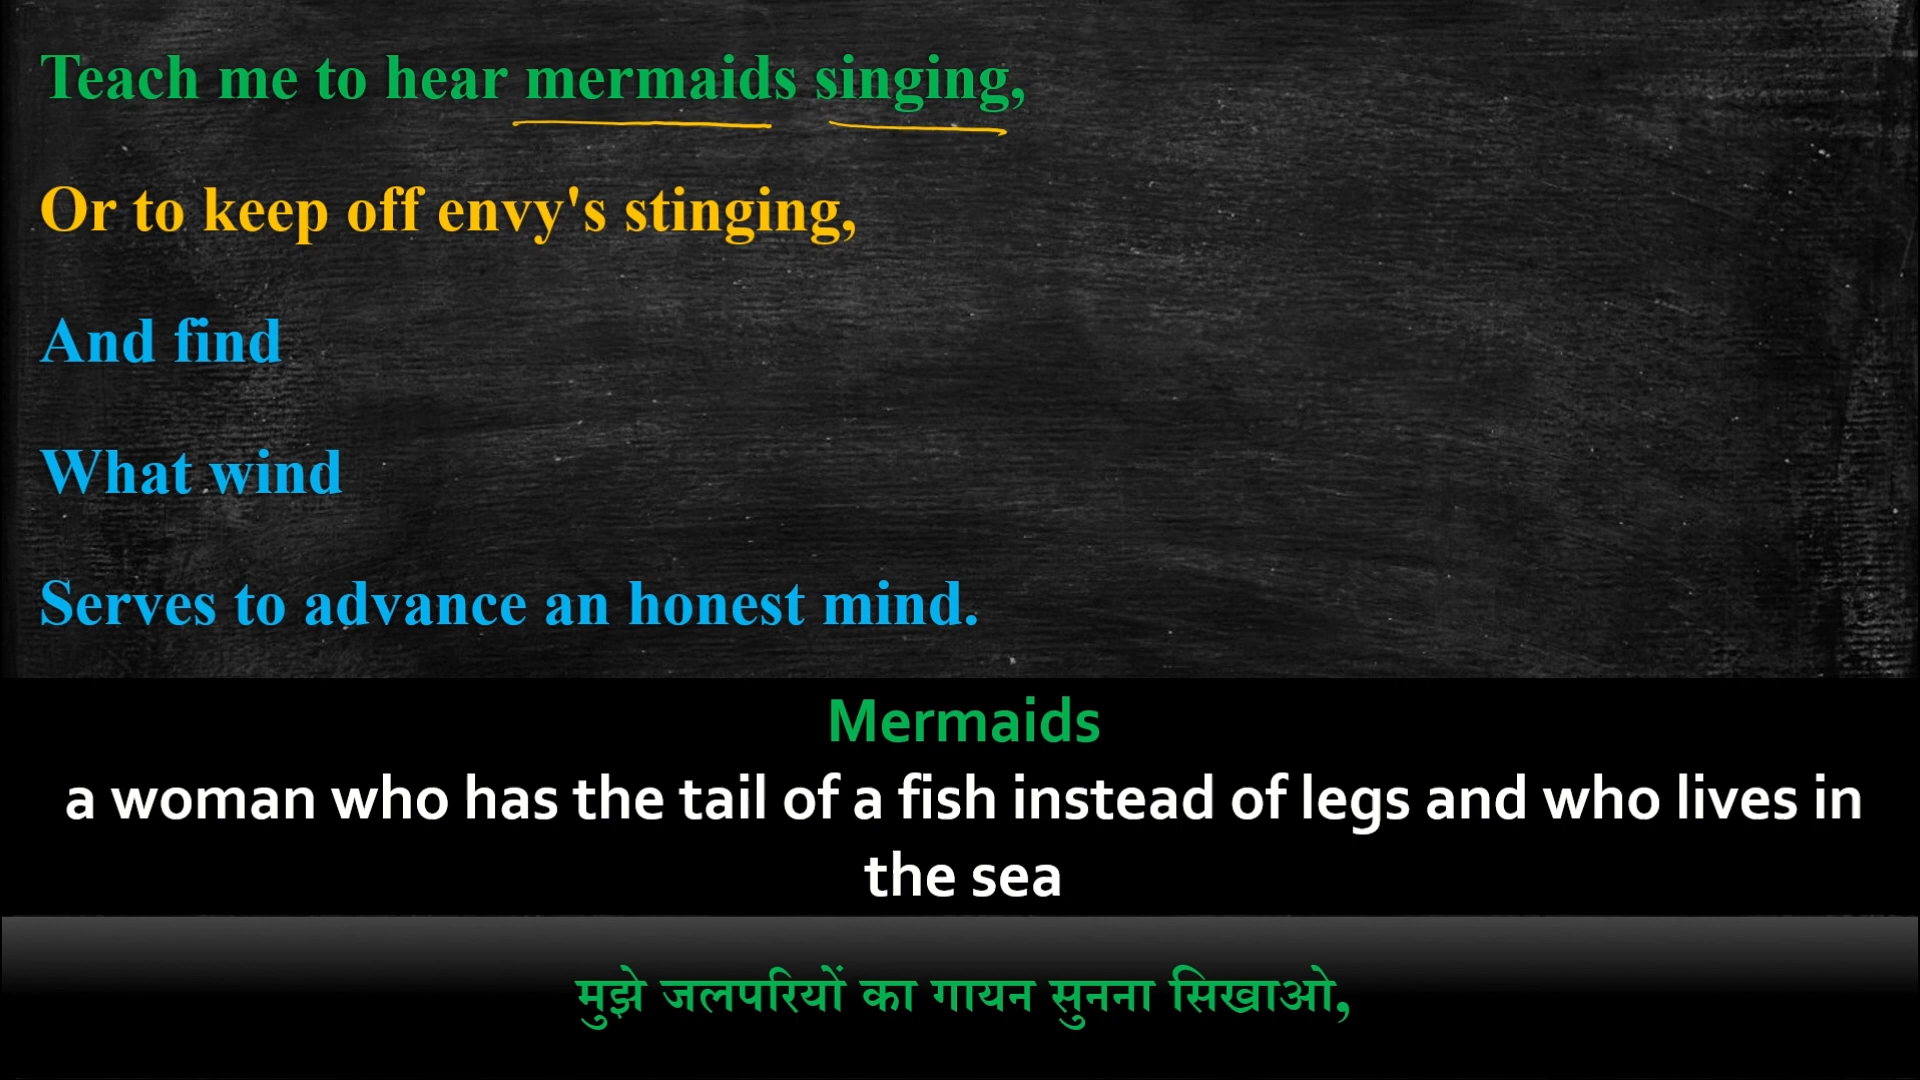 Teach me to hear mermaids singing,
Or to keep off envy's stinging,
And find
What wind
Serves to advance an honest mind.
Mermaids
a woman who has the tail of a fish instead of legs and who lives in
the sea
मुझे जलपरियों का गायन सुनना सिखाओ,